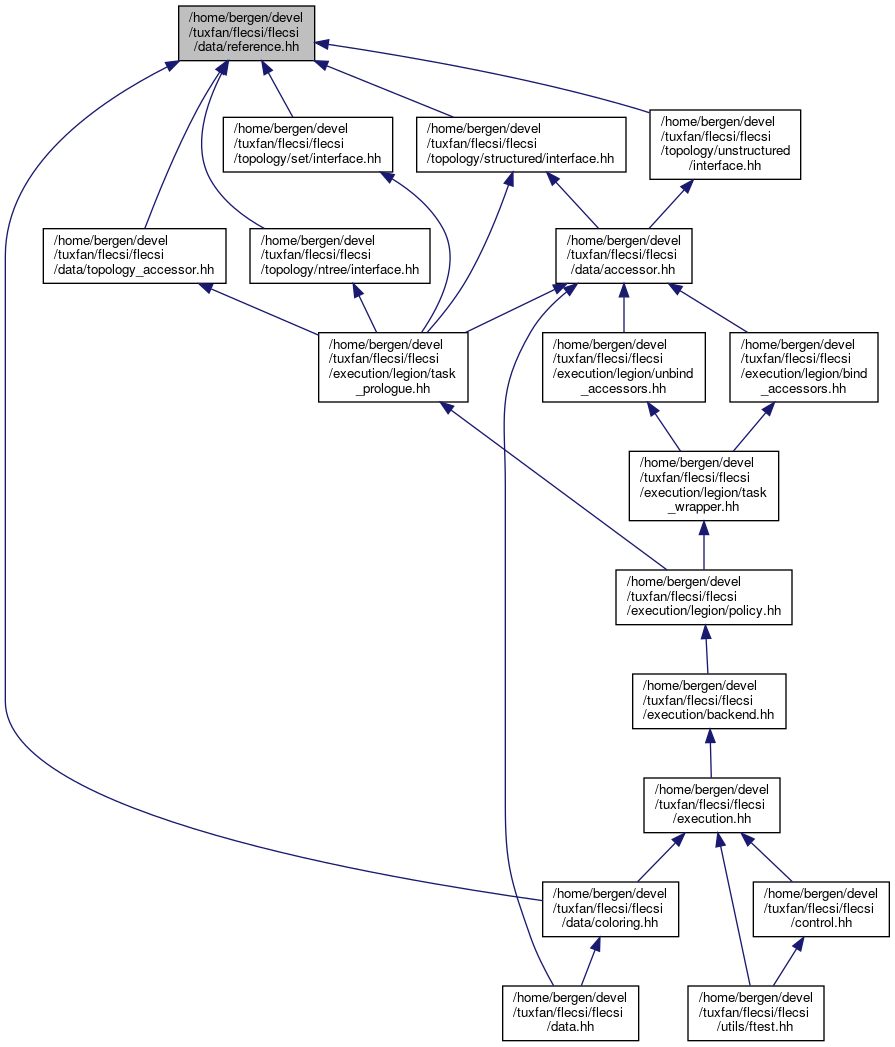 /home/bergen/devel
/tuxfan/flecsi/flecsi
/data/reference.hh
/home/bergen/devel
/tuxfan/flecsi/flecsi
/topology/set/interface.hh
/home/bergen/devel
/tuxfan/flecsi/flecsi
/topology/structured/interface.hh
/home/bergen/devel
/tuxfan/flecsi/flecsi
/topology/unstructured
/interface.hh
/home/bergen/devel
/tuxfan/flecsi/flecsi
/data/topology_accessor.hh
/home/bergen/devel
/tuxfan/flecsi/flecsi
/topology/ntree/interface.hh
/home/bergen/devel
/tuxfan/flecsi/flecsi
/data/accessor.hh
/home/bergen/devel
/tuxfan/flecsi/flecsi
/execution/legion/task
_prologue.hh
/home/bergen/devel
/tuxfan/flecsi/flecsi
/execution/legion/unbind
_accessors.hh
/home/bergen/devel
/tuxfan/flecsi/flecsi
/execution/legion/bind
_accessors.hh
/home/bergen/devel
/tuxfan/flecsi/flecsi
/execution/legion/task
_wrapper.hh
/home/bergen/devel
/tuxfan/flecsi/flecsi
/execution/legion/policy.hh
/home/bergen/devel
/tuxfan/flecsi/flecsi
/execution/backend.hh
/home/bergen/devel
/tuxfan/flecsi/flecsi
/execution.hh
/home/bergen/devel
/tuxfan/flecsi/flecsi
/data/coloring.hh
/home/bergen/devel
/tuxfan/flecsi/flecsi
/control.hh
/home/bergen/devel
/tuxfan/flecsi/flecsi
/data.hh
/home/bergen/devel
/tuxfan/flecsi/flecsi
/utils/ftest.hh